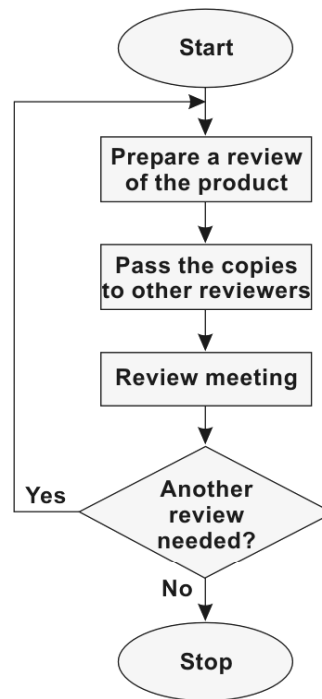 Start
Prepare a review
of the product
Pass the copies
to other reviewers
Review meeting
Another
review
needed?
Yes
No
Stop